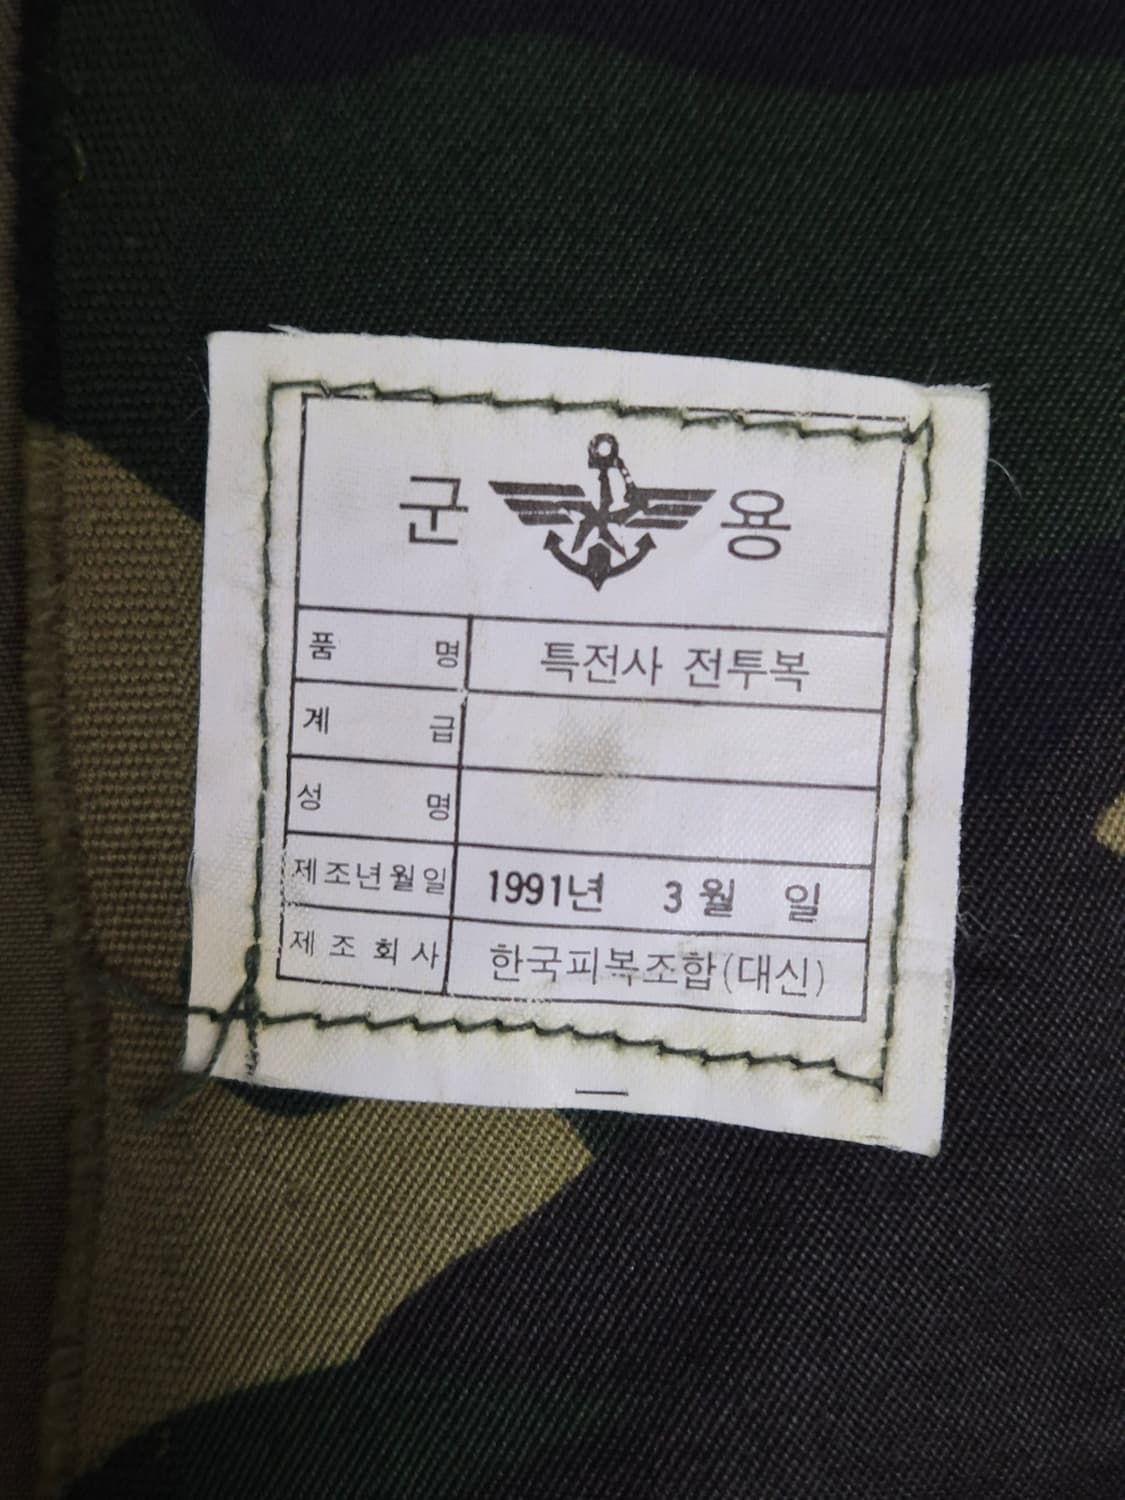 군 용
품 명 특전사 전투복
계 급
성 명
제조년월일 1991년 3월 일
제 조 회 사 한국피복조합(대신)